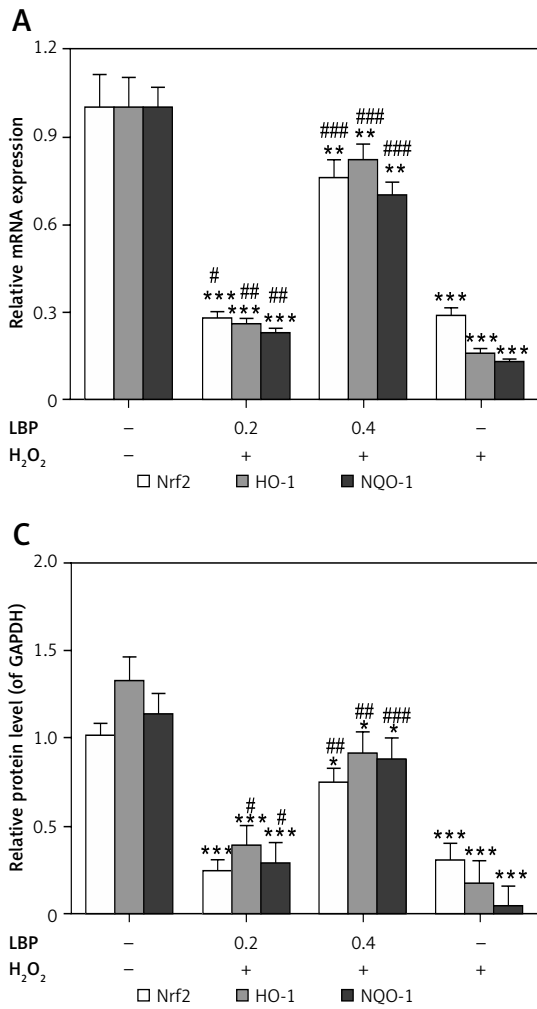 A
Relative mRNA expression
1.2
0.9
0.6
0.3
0
# ## ##
*** *** ***
### ### ###
** ** **
*** *** ***
LBP – 0.2 0.4 –
H₂O₂ – + + +
Nrf2 HO-1 NQO-1
C
Relative protein level (of GAPDH)
2.0
1.5
1.0
0.5
0
# #
*** *** ***
## ## ###
* * *
*** *** ***
LBP – 0.2 0.4 –
H₂O₂ – + + +
Nrf2 HO-1 NQO-1